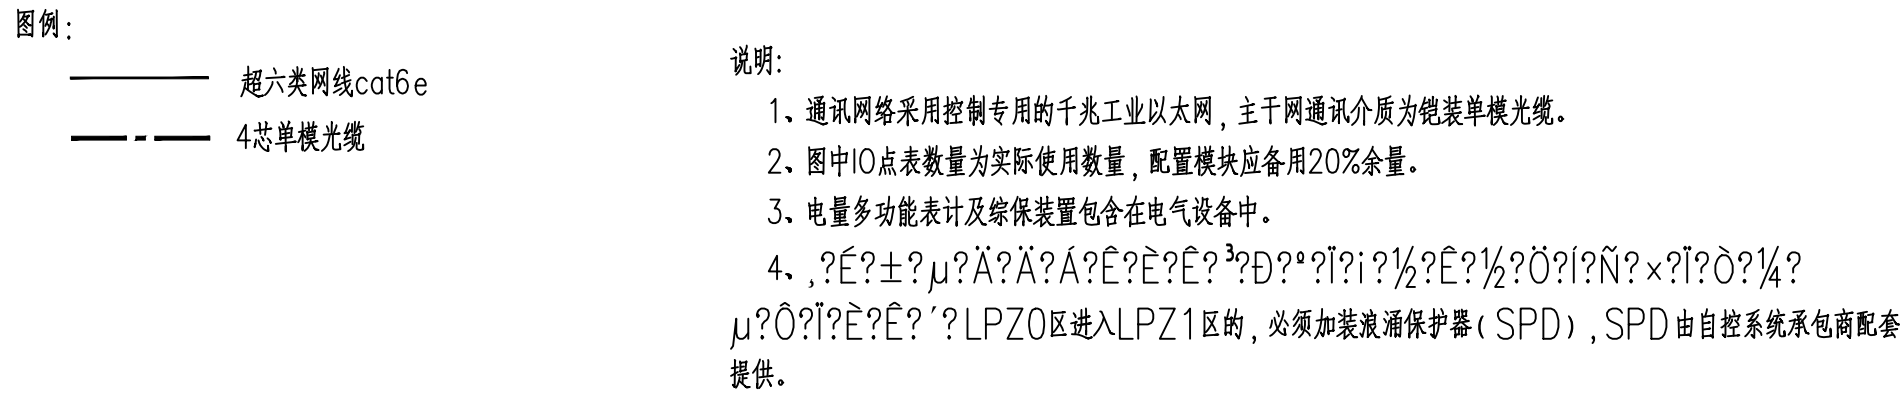 图例:
超六类网线cat6e
4芯单模光缆
说明:
1、通讯网络采用控制专用的千兆工业以太网,主干网通讯介质为铠装单模光缆。
2、图中IO点表数量为实际使用数量,配置模块应备用20%余量。
3、电量多功能表计及综保装置包含在电气设备中。
4、¸?É?±?µ?Ä?Ä?Á?Ê?È?Ê?³?Ð?º?Ï?¡?½?Ê?½?Ö?Í?Ñ?×?Ï?Ò?¼?
µ?Ô?Ï?È?Ê?´?LPZ0区进入LPZ1区的,必须加装浪涌保护器(SPD),SPD由自控系统承包商配套
提供。